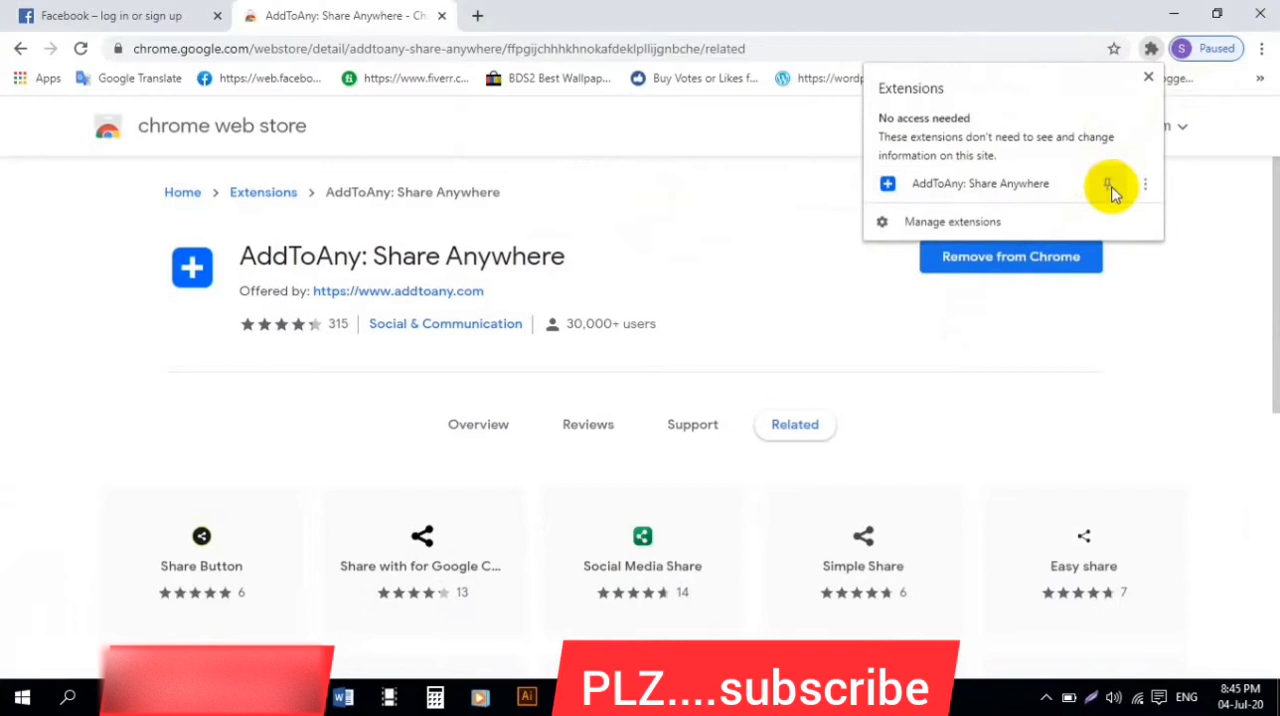 Facebook – log in or sign up
AddToAny: Share Anywhere - Ch
chrome.google.com/webstore/detail/addtoany-share-anywhere/ffpgijchhhkhnokafdeklpllijgnbche/related
S Paused
Apps Google Translate https://web.facebo... https://www.fiverr.c... BDS2 Best Wallpap... Buy Votes or Likes f... https://wordp
gge... »
chrome web store
Extensions
No access needed
These extensions don't need to see and change
information on this site.
AddToAny: Share Anywhere
Manage extensions
Home > Extensions > AddToAny: Share Anywhere
AddToAny: Share Anywhere
Remove from Chrome
Offered by: https://www.addtoany.com
315 Social & Communication 30,000+ users
Overview Reviews Support Related
Share Button Share with for Google C... Social Media Share Simple Share Easy share
6 13 14 6 7
PLZ....subscribe
ENG
8:45 PM
04-Jul-20